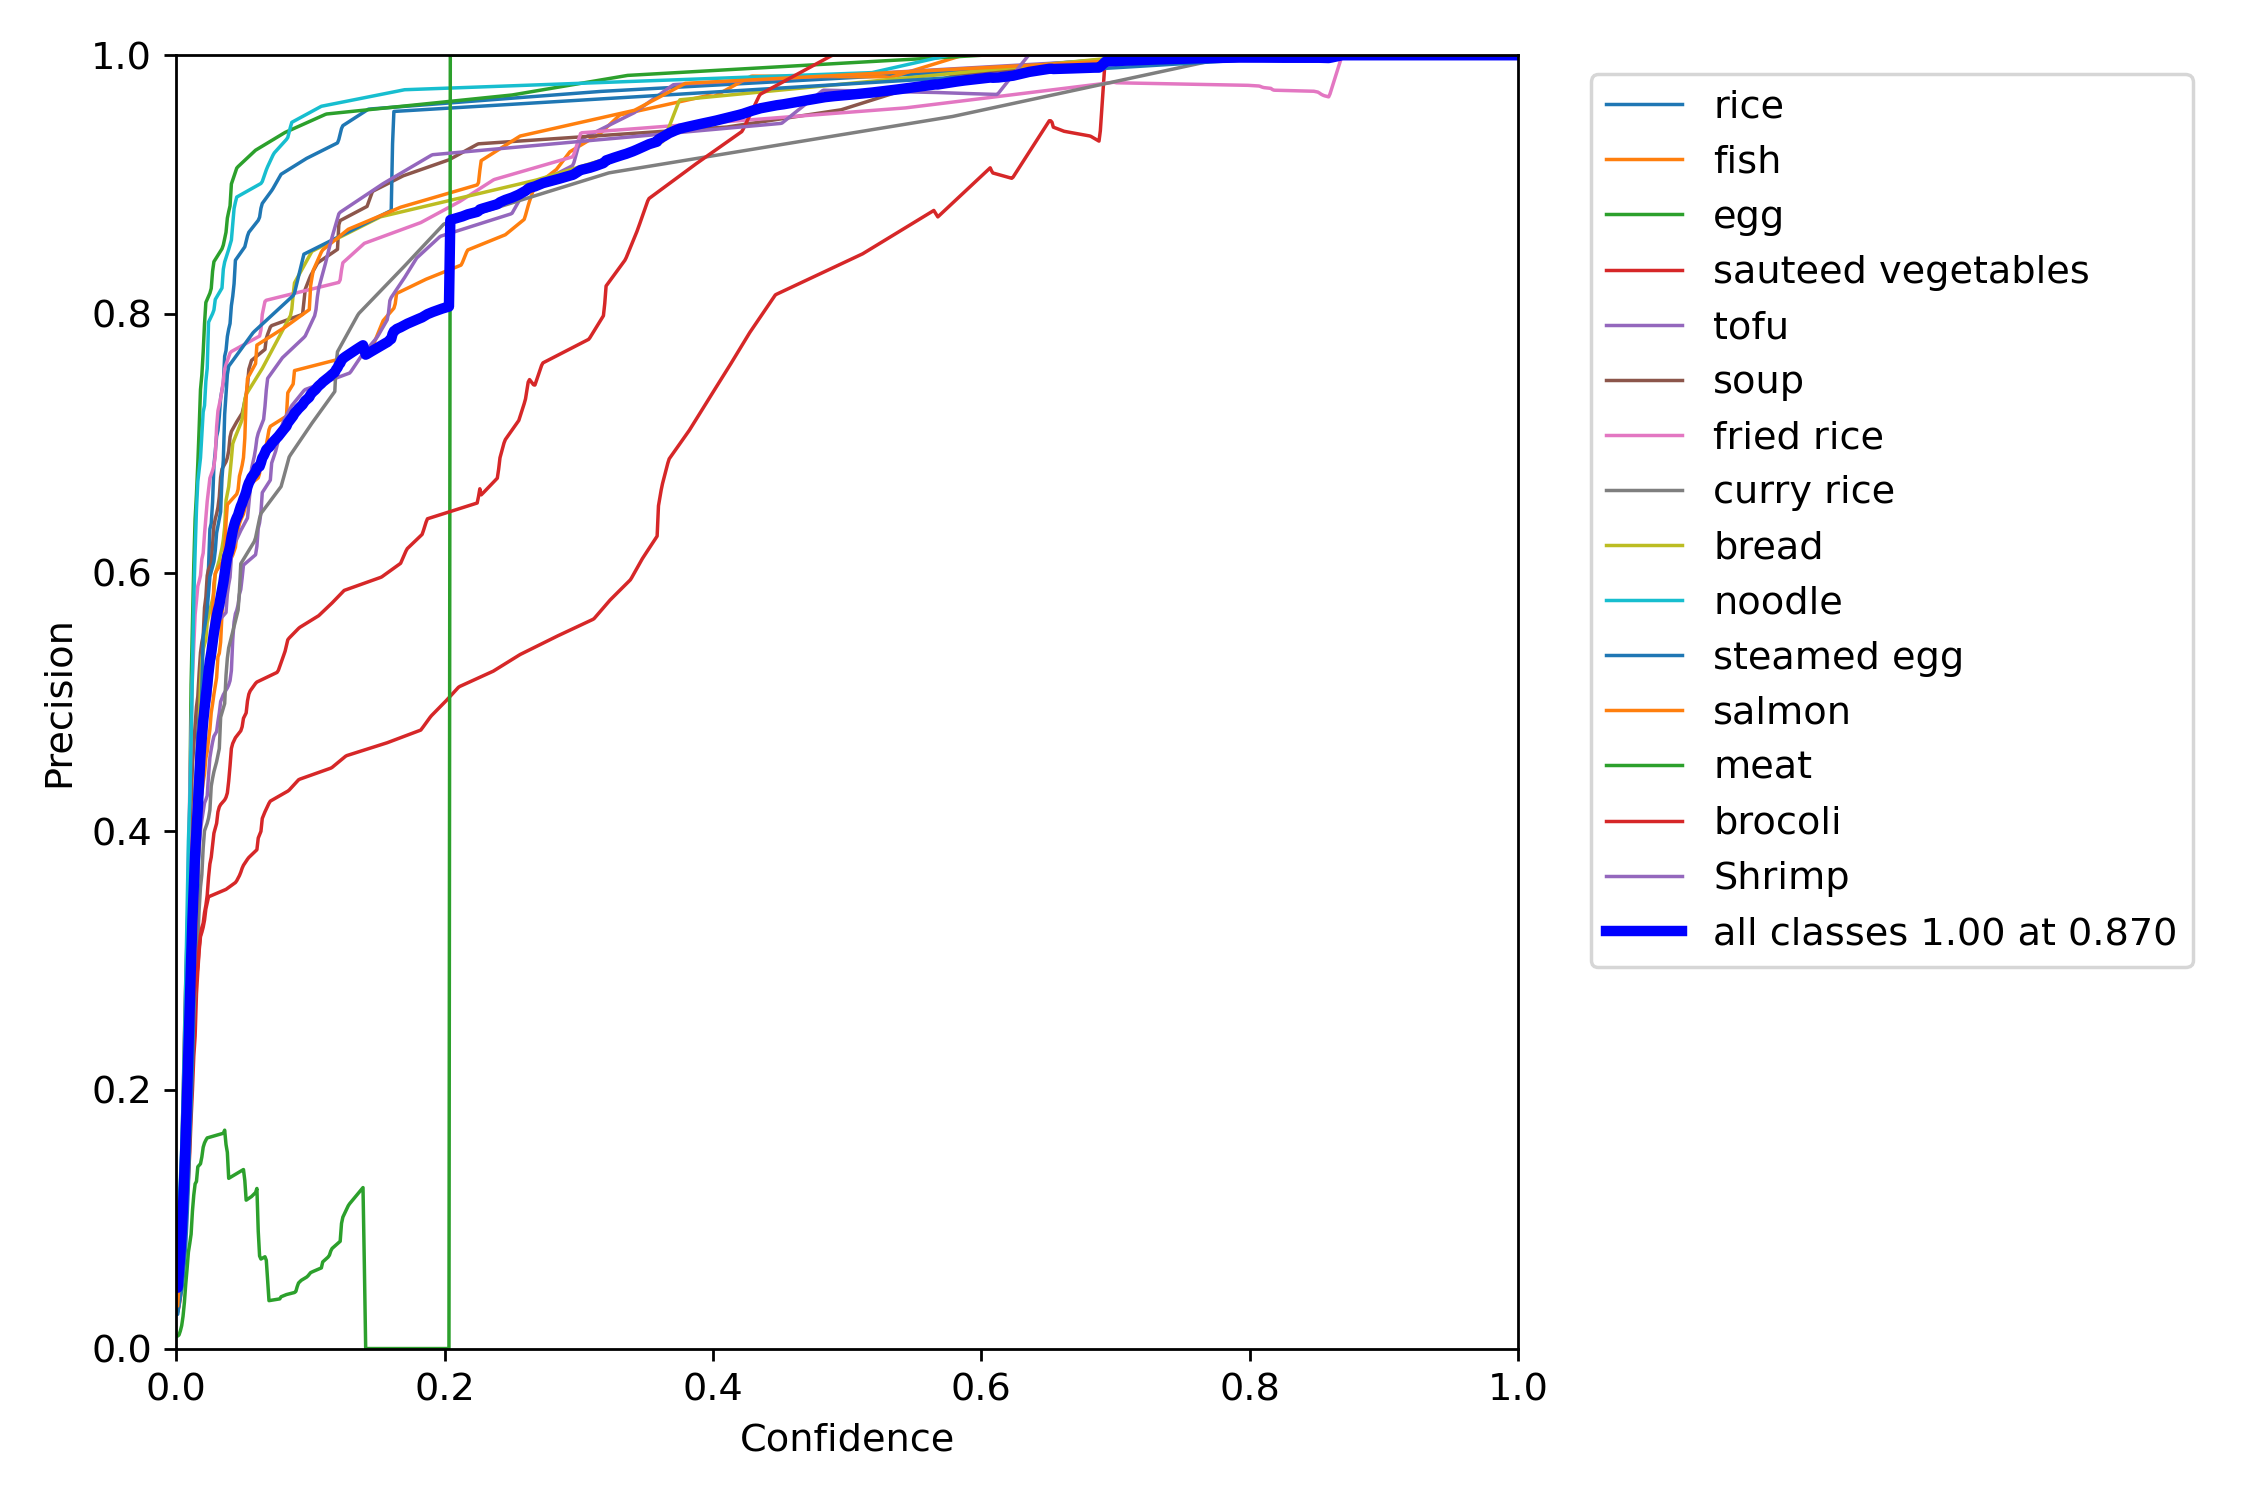 1.0
0.8
0.6
0.4
0.2
0.0
Precision
0.0 0.2 0.4 0.6 0.8 1.0
Confidence
rice
fish
egg
sauteed vegetables
tofu
soup
fried rice
curry rice
bread
noodle
steamed egg
salmon
meat
brocoli
Shrimp
all classes 1.00 at 0.870